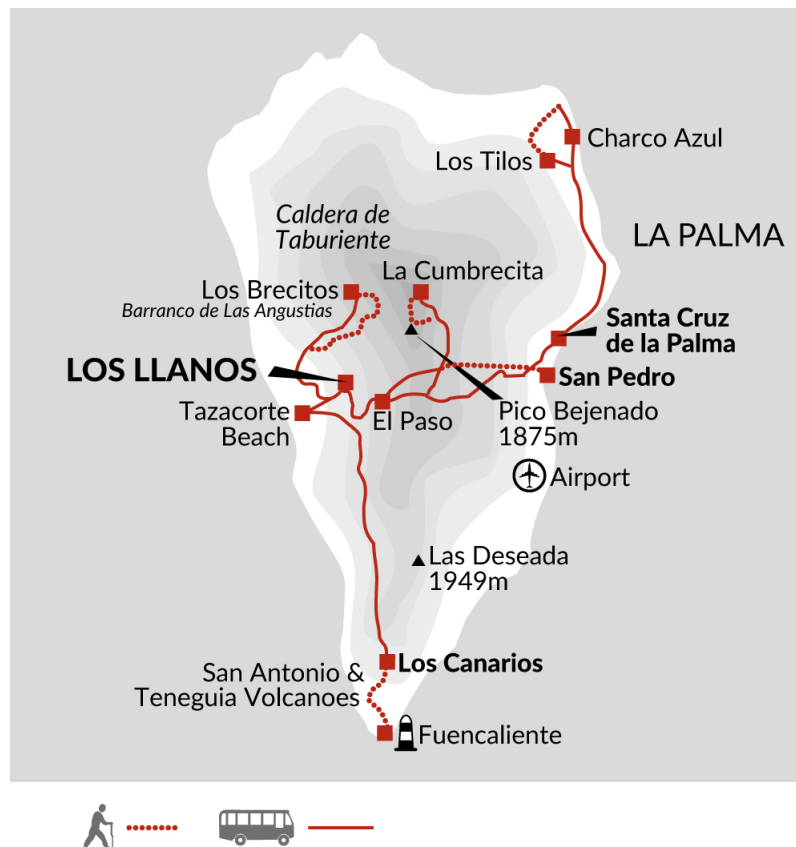 Charco Azul
Los Tilos
Caldera de
Taburiente
LA PALMA
La Cumbrecita
Los Brecitos
Barranco de Las Angustias
Santa Cruz
de la Palma
LOS LLANOS
San Pedro
Tazacorte
Beach
El Paso
Pico Bejenado
1875m
Airport
Las Deseada
1949m
Los Canarios
San Antonio &
Teneguia Volcanoes
Fuencaliente